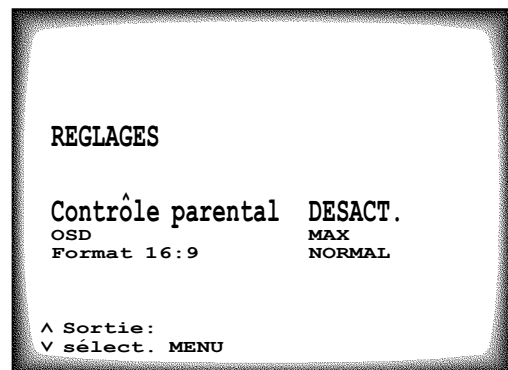 REGLAGES
Contrôle parental DESACT.
OSD MAX
Format 16:9 NORMAL
∧ Sortie:
∨ sélect. MENU